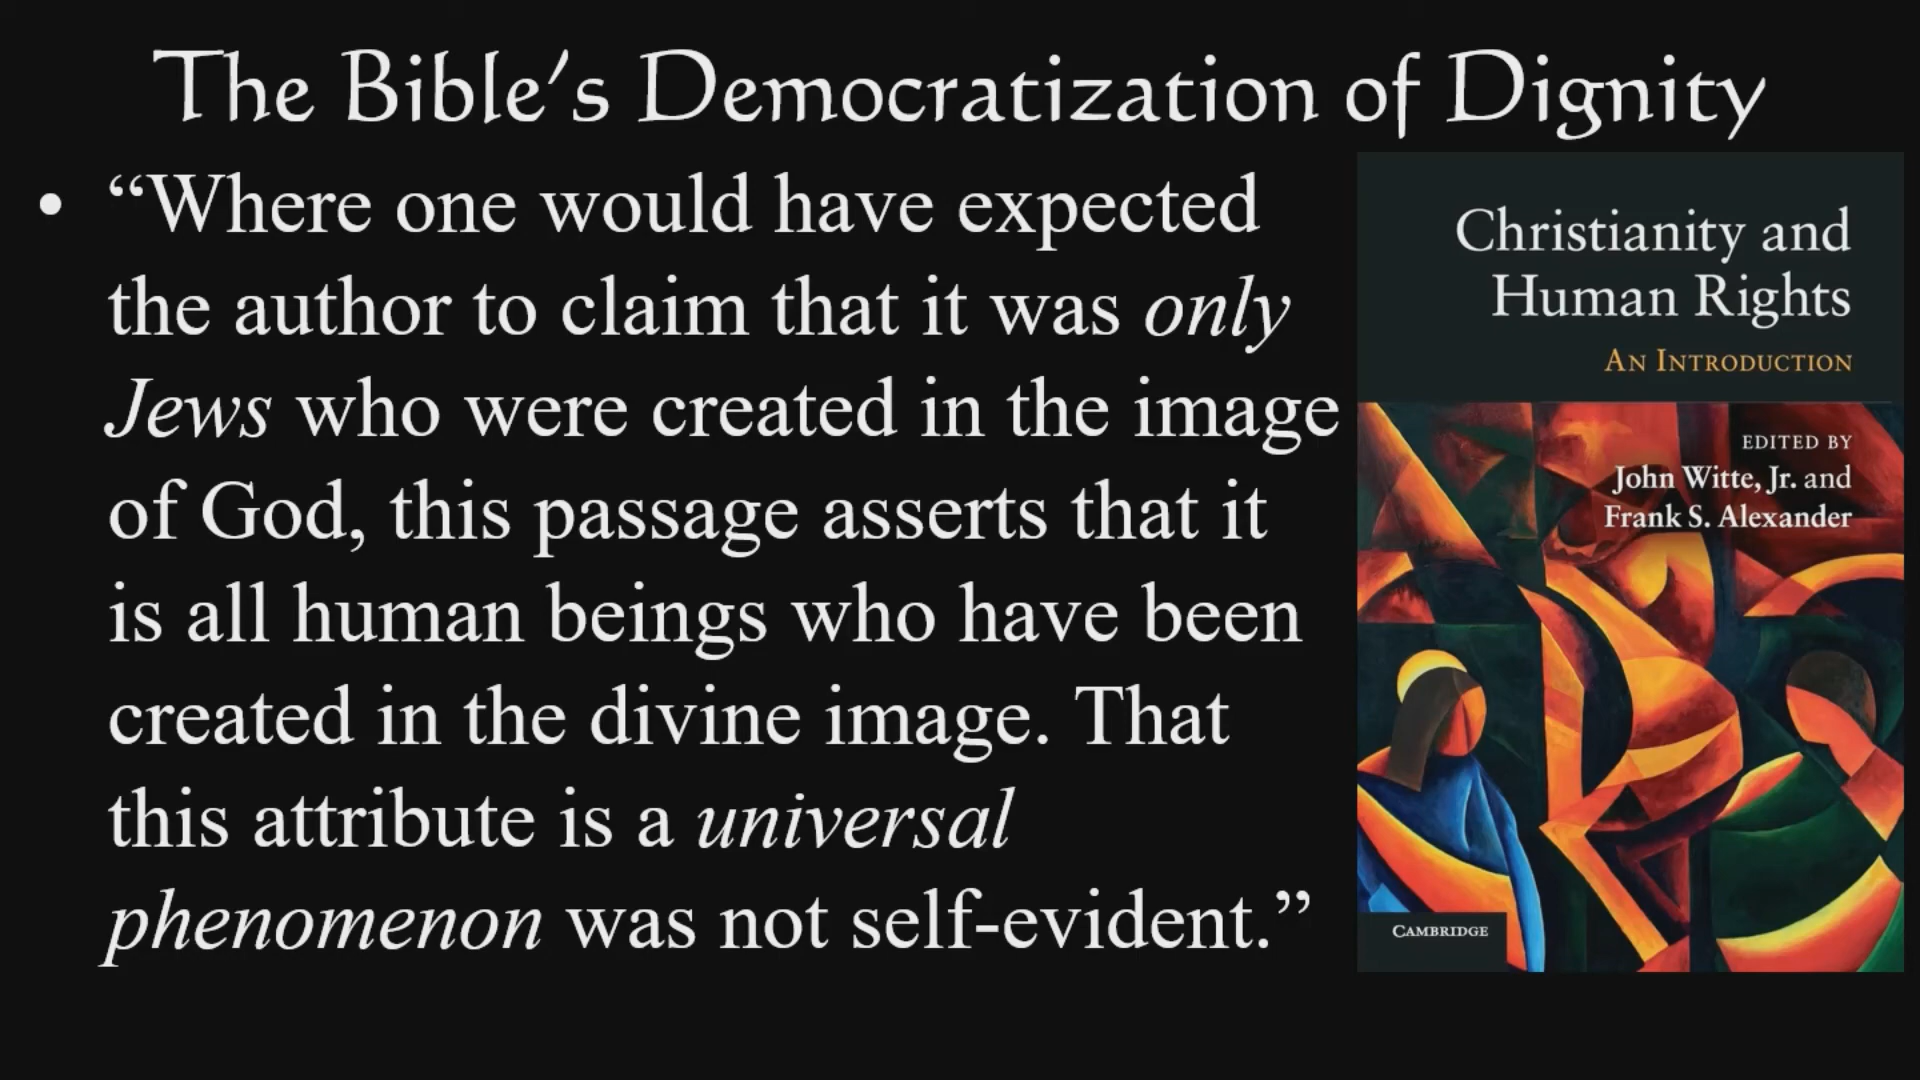 The Bible’s Democratization of Dignity
• “Where one would have expected
the author to claim that it was only
Jews who were created in the image
of God, this passage asserts that it
is all human beings who have been
created in the divine image. That
this attribute is a universal
phenomenon was not self-evident.”
Christianity and
Human Rights
An Introduction
EDITED BY
John Witte, Jr. and
Frank S. Alexander
CAMBRIDGE